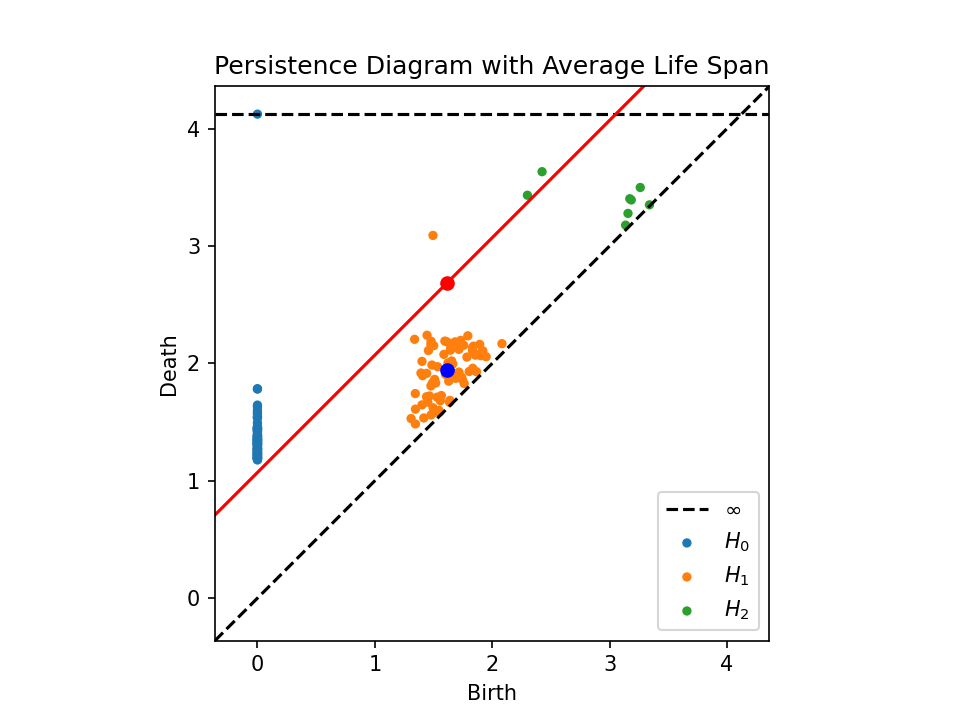 Persistence Diagram with Average Life Span
Death
4
3
2
1
0
0 1 2 3 4
Birth
∞
H₀
H₁
H₂